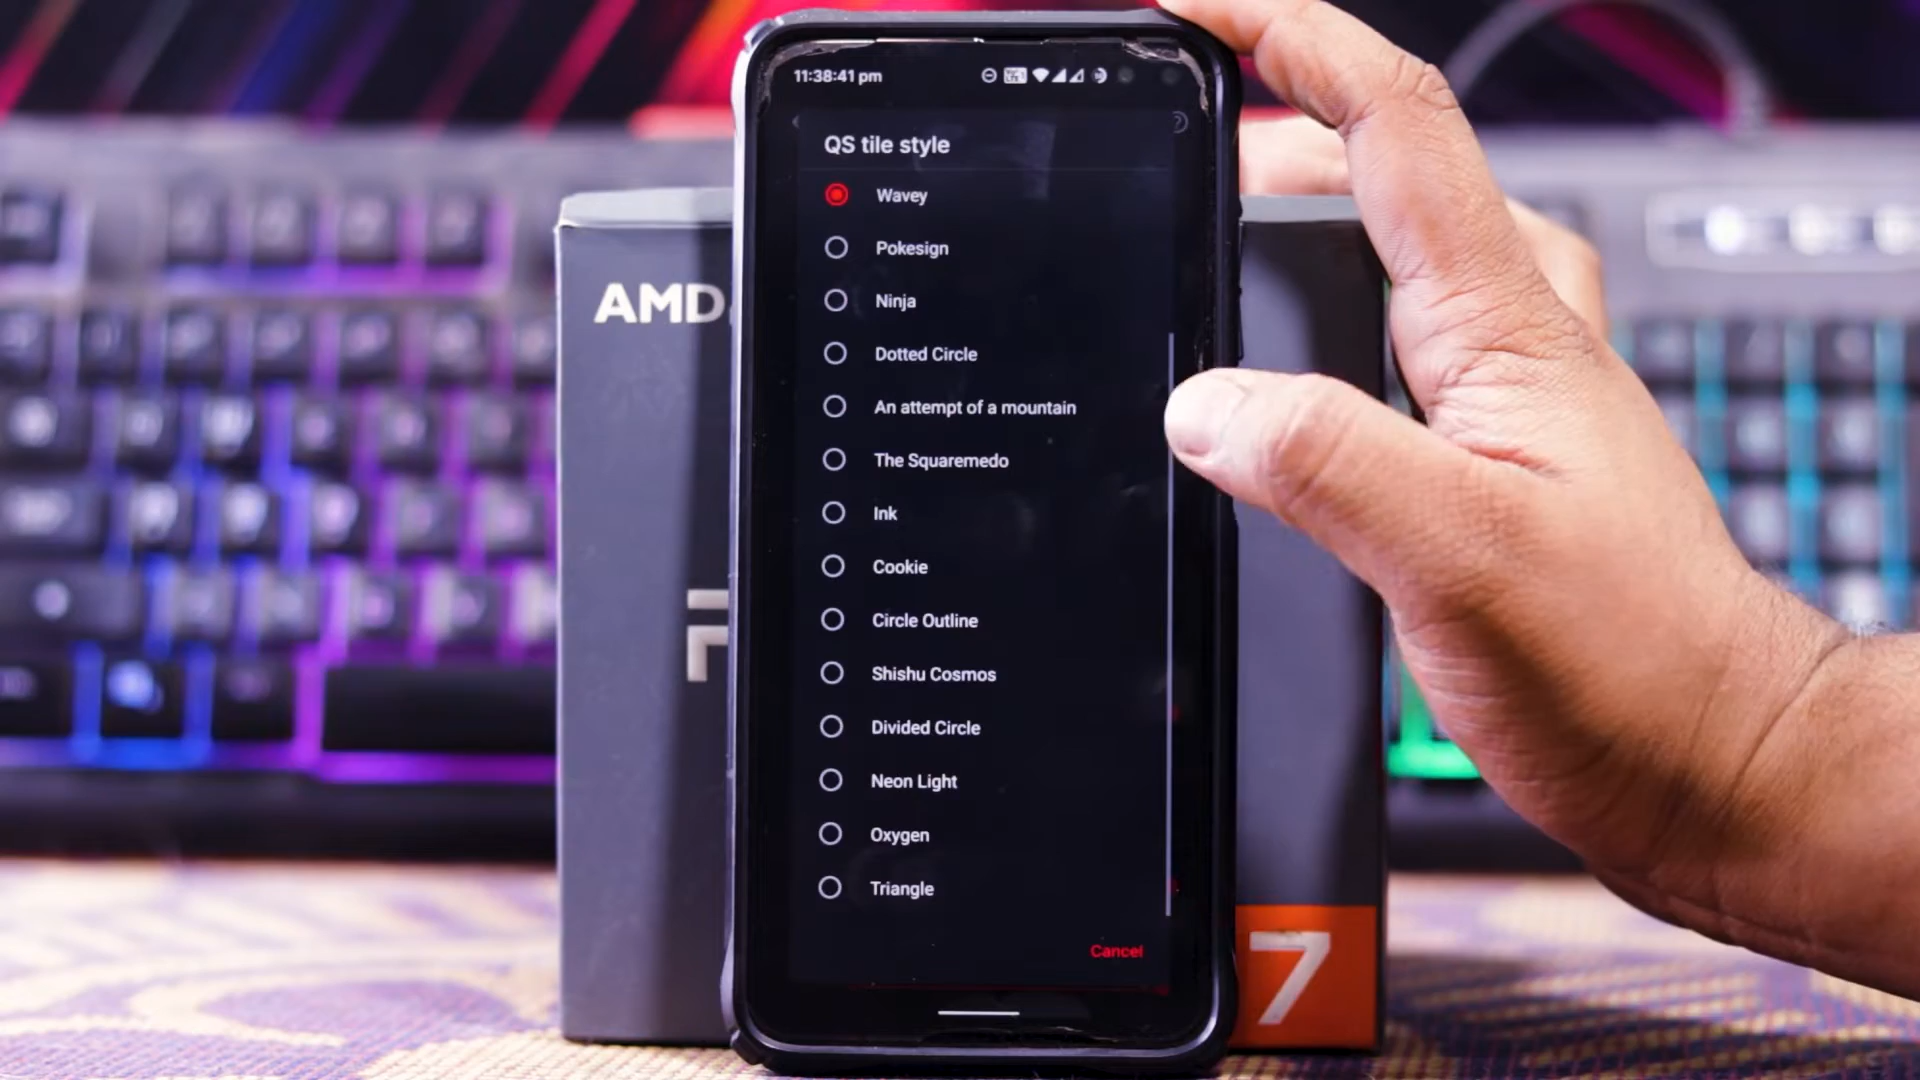 11:38:41 pm
QS tile style
Wavey
Pokesign
Ninja
Dotted Circle
An attempt of a mountain
The Squaremedo
Ink
Cookie
Circle Outline
Shishu Cosmos
Divided Circle
Neon Light
Oxygen
Triangle
Cancel
AMD
R
7